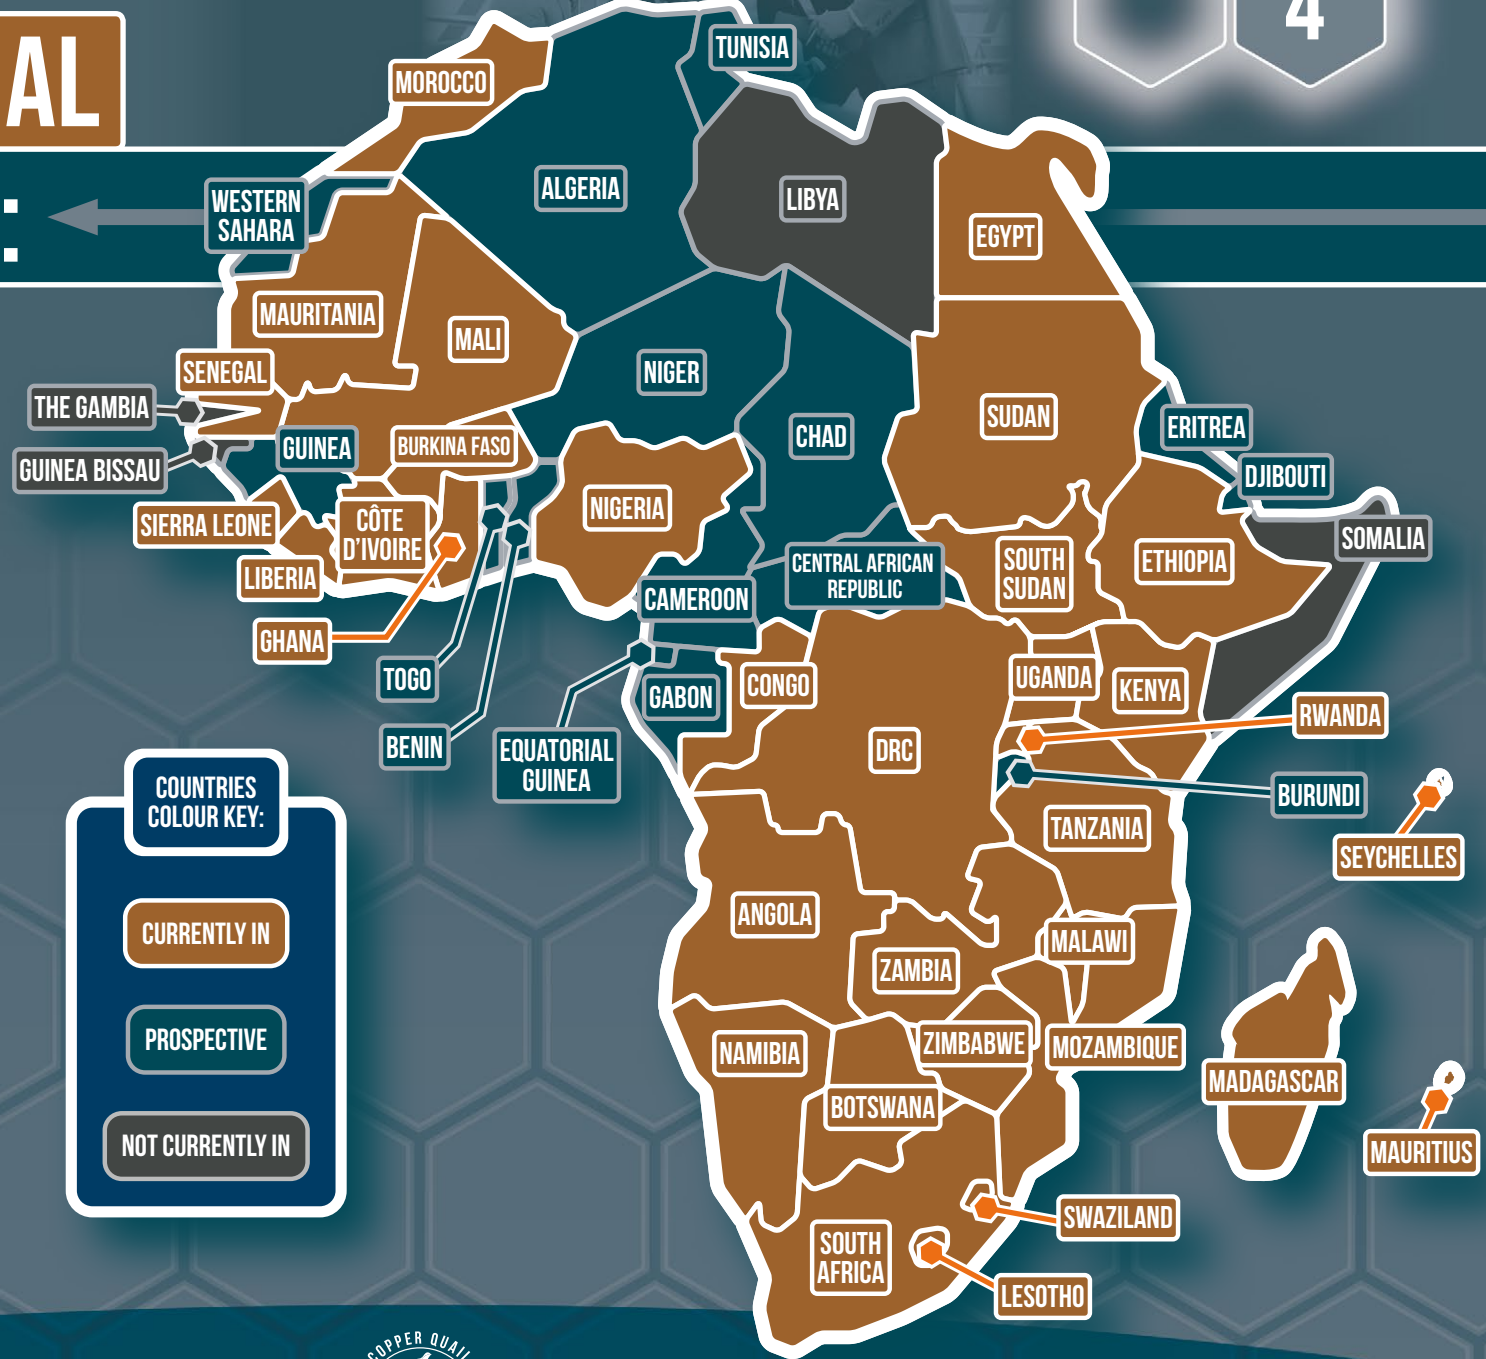 AL
4
:
TUNISIA
MOROCCO
ALGERIA
LIBYA
WESTERN
SAHARA
EGYPT
MAURITANIA
MALI
SENEGAL
NIGER
THE GAMBIA
SUDAN
ERITREA
CHAD
GUINEA
BURKINA FASO
GUINEA BISSAU
DJIBOUTI
NIGERIA
SIERRA LEONE
CÔTE
D'IVOIRE
SOMALIA
CENTRAL AFRICAN
REPUBLIC
SOUTH
SUDAN
ETHIOPIA
LIBERIA
CAMEROON
GHANA
TOGO
UGANDA
CONGO
GABON
KENYA
RWANDA
BENIN
EQUATORIAL
GUINEA
DRC
BURUNDI
COUNTRIES
COLOUR KEY:
TANZANIA
SEYCHELLES
CURRENTLY IN
ANGOLA
MALAWI
ZAMBIA
PROSPECTIVE
NAMIBIA
ZIMBABWE
MOZAMBIQUE
MADAGASCAR
BOTSWANA
NOT CURRENTLY IN
MAURITIUS
SWAZILAND
SOUTH
AFRICA
LESOTHO
COPPER QUAIL